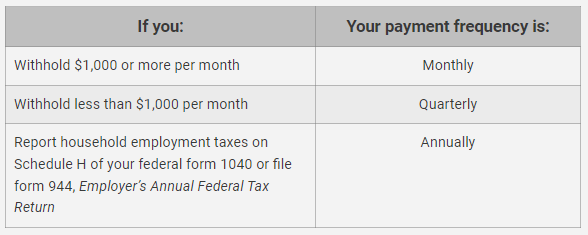 If you:
Your payment frequency is:
Withhold $1,000 or more per month
Monthly
Withhold less than $1,000 per month
Quarterly
Report household employment taxes on
Schedule H of your federal form 1040 or file
form 944, Employer's Annual Federal Tax
Return
Annually